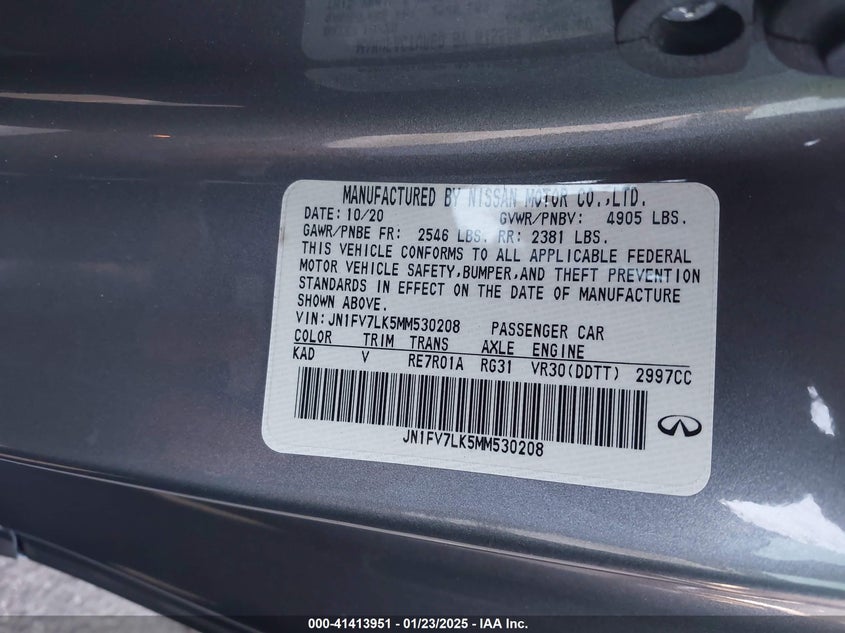 MANUFACTURED BY NISSAN MOTOR CO.,LTD.
DATE: 10/20 GVWR/PNBV: 4905 LBS.
GAWR/PNBE FR: 2546 LBS. RR: 2381 LBS.
THIS VEHICLE CONFORMS TO ALL APPLICABLE FEDERAL
MOTOR VEHICLE SAFETY,BUMPER,AND THEFT PREVENTION
STANDARDS IN EFFECT ON THE DATE OF MANUFACTURE
SHOWN ABOVE.
VIN:JN1FV7LK5MM530208 PASSENGER CAR
COLOR TRIM TRANS AXLE ENGINE
KAD V RE7R01A RG31 VR30(DDTT) 2997CC
JN1FV7LK5MM530208
000-41413951 — 01/23/2025 — IAA Inc.